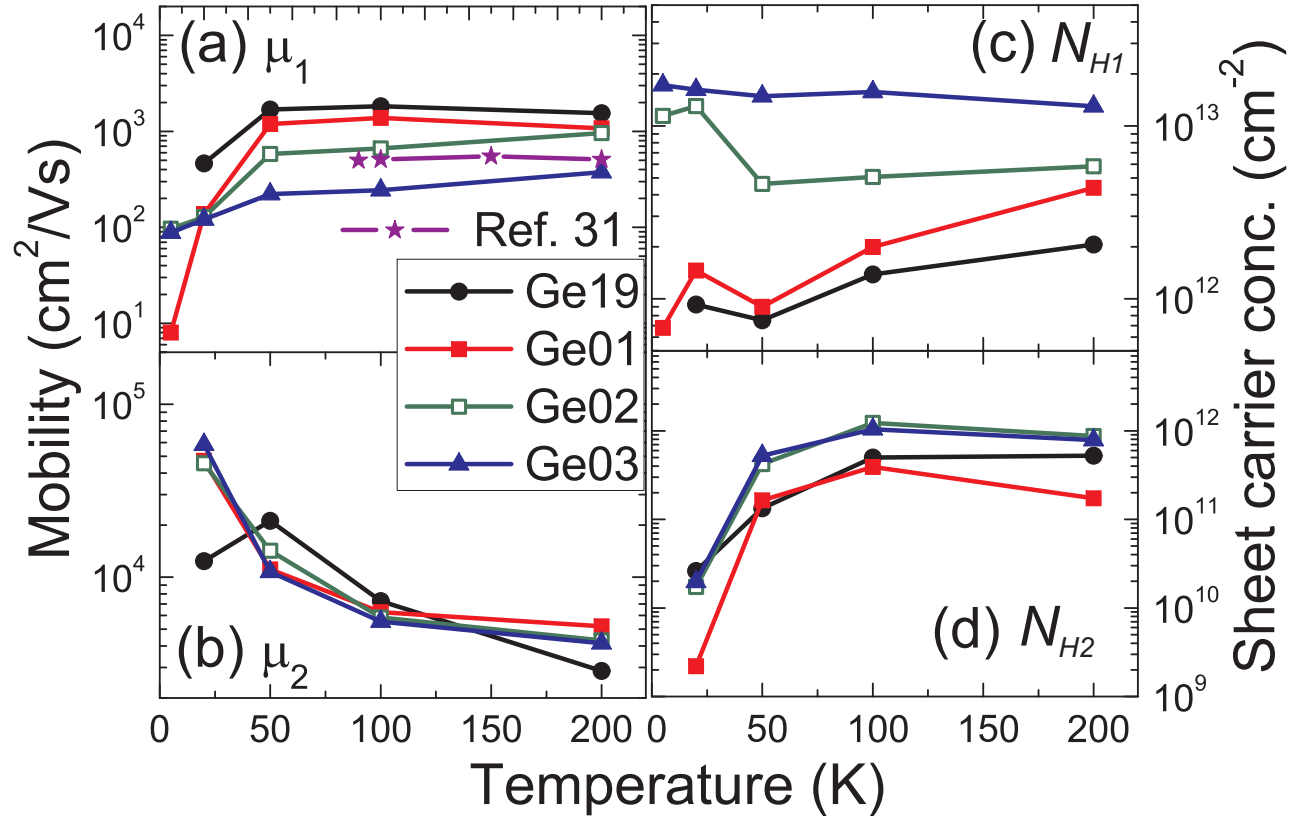 (a) μ1
10^4
10^3
10^2
10^1
Ref. 31
Ge19
Ge01
Ge02
Ge03
10^5
10^4
(b) μ2
0 50 100 150 200
Mobility (cm^2/Vs)
(c) NH1
10^13
10^12
10^12
10^11
10^10
10^9
(d) NH2
0 50 100 150 200
Sheet carrier conc. (cm^-2)
Temperature (K)